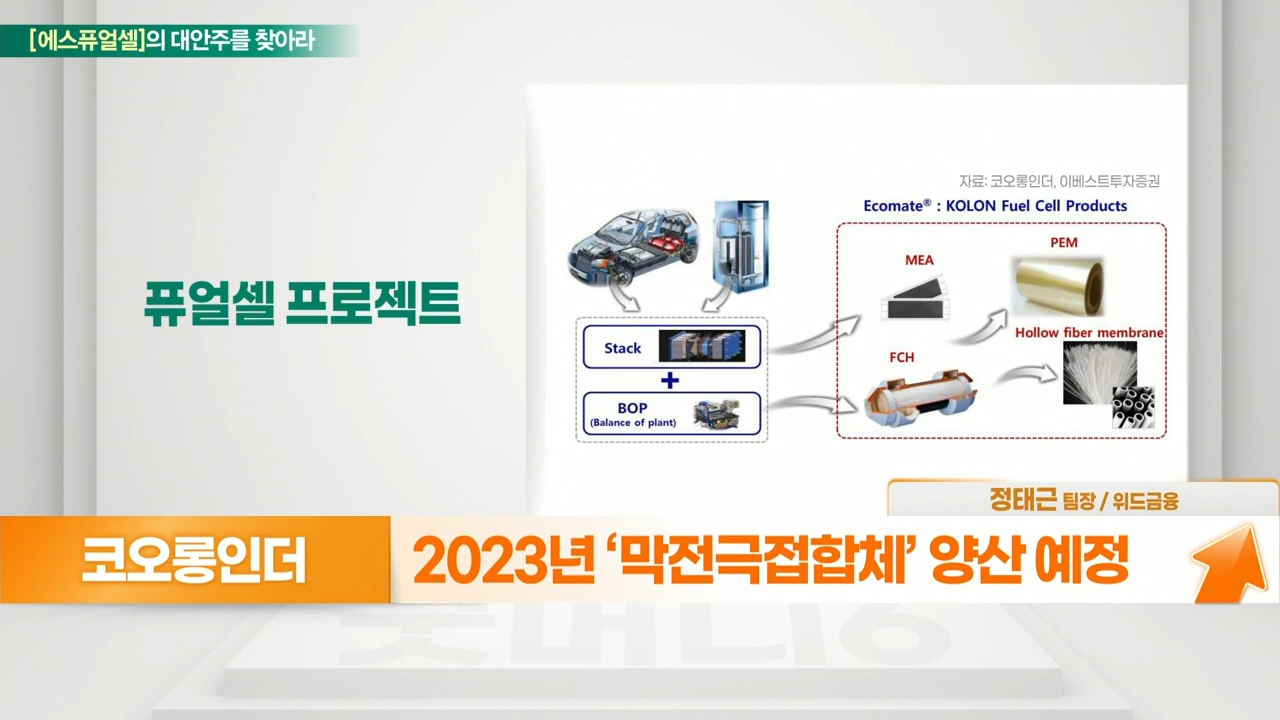 [에스퓨얼셀]의 대안주를 찾아라
자료: 코오롱인더, 이베스트투자증권
Ecomate® : KOLON Fuel Cell Products
퓨얼셀 프로젝트
Stack
+
BOP
(Balance of plant)
MEA
PEM
Hollow fiber membrane
FCH
정태근 팀장 / 위드금융
코오롱인더
2023년 ‘막전극접합체’ 양산 예정